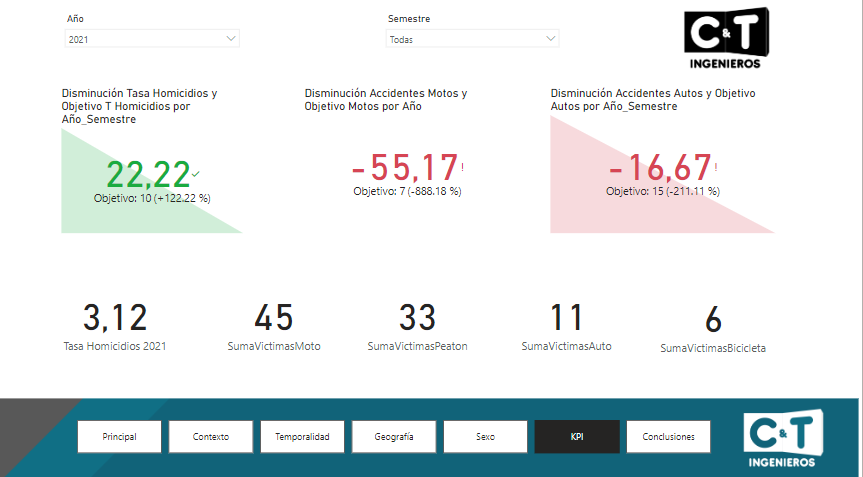 Año
Semestre
2021
Todas
C&T
INGENIEROS
Disminución Tasa Homicidios y
Objetivo T Homicidios por
Año_Semestre
22,22
Objetivo: 10 (+122.22 %)
Disminución Accidentes Motos y
Objetivo Motos por Año
-55,17!
Objetivo: 7 (-888.18 %)
Disminución Accidentes Autos y Objetivo
Autos por Año_Semestre
-16,67!
Objetivo: 15 (-211.11 %)
3,12
Tasa Homicidios 2021
45
SumaVictimasMoto
33
SumaVictimasPeaton
11
SumaVictimasAuto
6
SumaVictimasBicicleta
Principal
Contexto
Temporalidad
Geografía
Sexo
KPI
Conclusiones
C&T
INGENIEROS